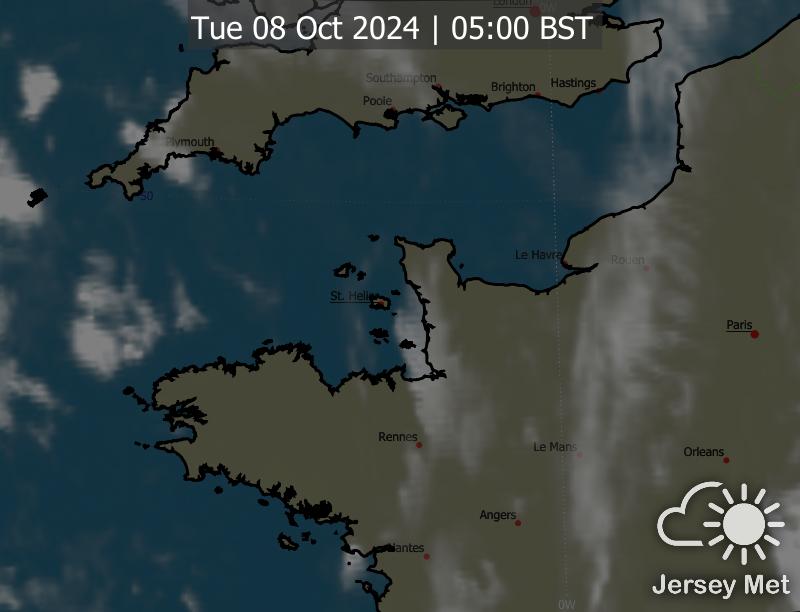 London
0W
Tue 08 Oct 2024 | 05:00 BST
Southampton
Brighton
Hastings
Poole
Plymouth
50
Le Havre
Rouen
St. Helier
Paris
Rennes
Le Mans
Orleans
Angers
Nantes
0W
Jersey Met